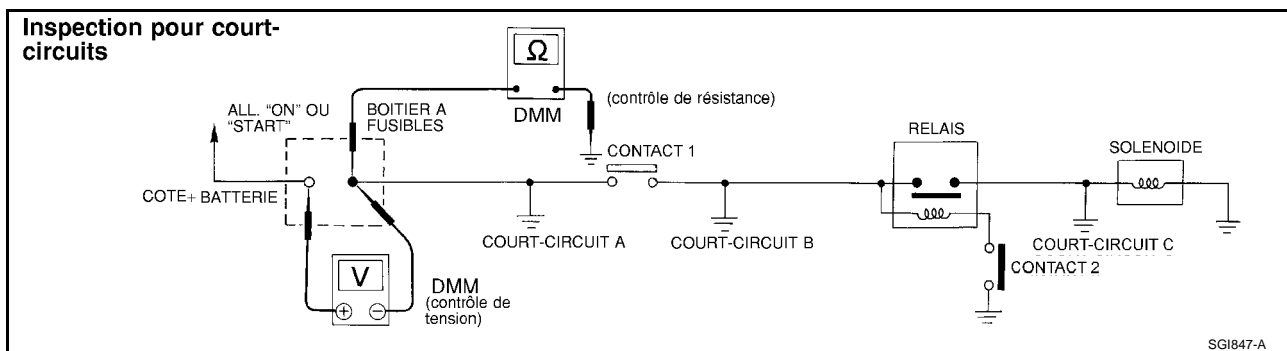 Inspection pour court-
circuits
ALL. "ON" OU
"START"
BOITIER A
FUSIBLES
Ω
DMM
(contrôle de résistance)
CONTACT 1
RELAIS
SOLENOIDE
COTE+ BATTERIE
COURT-CIRCUIT A
COURT-CIRCUIT B
COURT-CIRCUIT C
CONTACT 2
V
+ −
DMM
(contrôle de
tension)
SGI847-A